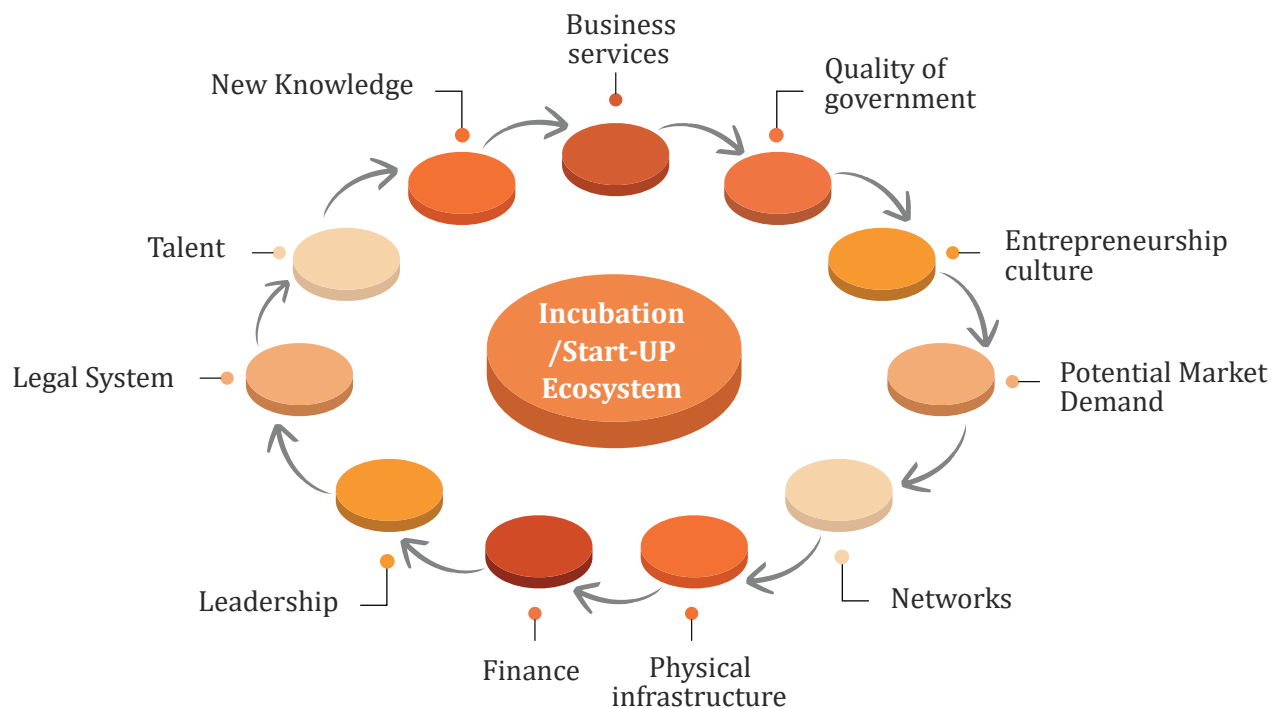 Business
services
New Knowledge
Quality of
government
Talent
Entrepreneurship
culture
Incubation
/Start-UP
Ecosystem
Legal System
Potential Market
Demand
Leadership
Networks
Finance
Physical
infrastructure